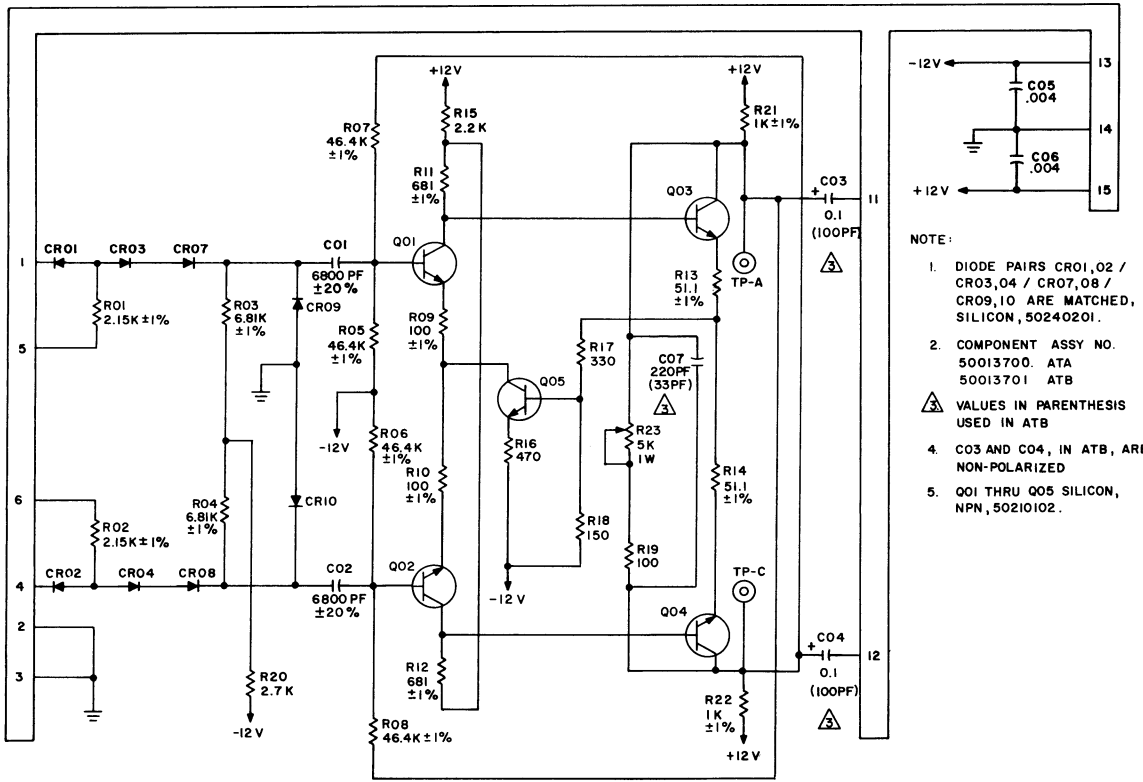 +12V
R15
2.2K
+12V
R21
1K±1%
-12V
13
C05
.004
14
C06
.004
+12V
15
R07
46.4K
±1%
R11
681
±1%
Q03
C03
+
0.1
(100PF)
3
11
NOTE:
1. DIODE PAIRS CR01,02 /
CR03,04 / CR07,08 /
CR09,10 ARE MATCHED,
SILICON, 50240201.
2. COMPONENT ASSY NO.
50013700. ATA
50013701 ATB
3 VALUES IN PARENTHESIS
USED IN ATB
4. C03 AND C04, IN ATB, ARE
NON-POLARIZED
5. Q01 THRU Q05 SILICON,
NPN, 50210102.
1
CR01
CR03
CR07
C01
6800 PF
±20%
Q01
TP-A
R01
2.15K ±1%
R03
6.81K
±1%
CR09
R05
46.4K
±1%
R09
100
±1%
R13
51.1
±1%
5
R17
330
C07
220PF
(33PF)
3
Q05
-12V
R06
46.4K
±1%
R16
470
R23
5K
1W
R10
100
±1%
R14
51.1
±1%
6
R02
2.15K ±1%
R04
6.81K
±1%
CR10
R18
150
R19
100
4
CR02
CR04
CR08
C02
6800 PF
±20%
Q02
-12V
TP-C
Q04
2
3
C04
+
0.1
(100PF)
3
12
R20
2.7K
-12V
R12
681
±1%
R08
46.4K ±1%
R22
1K
±1%
+12V